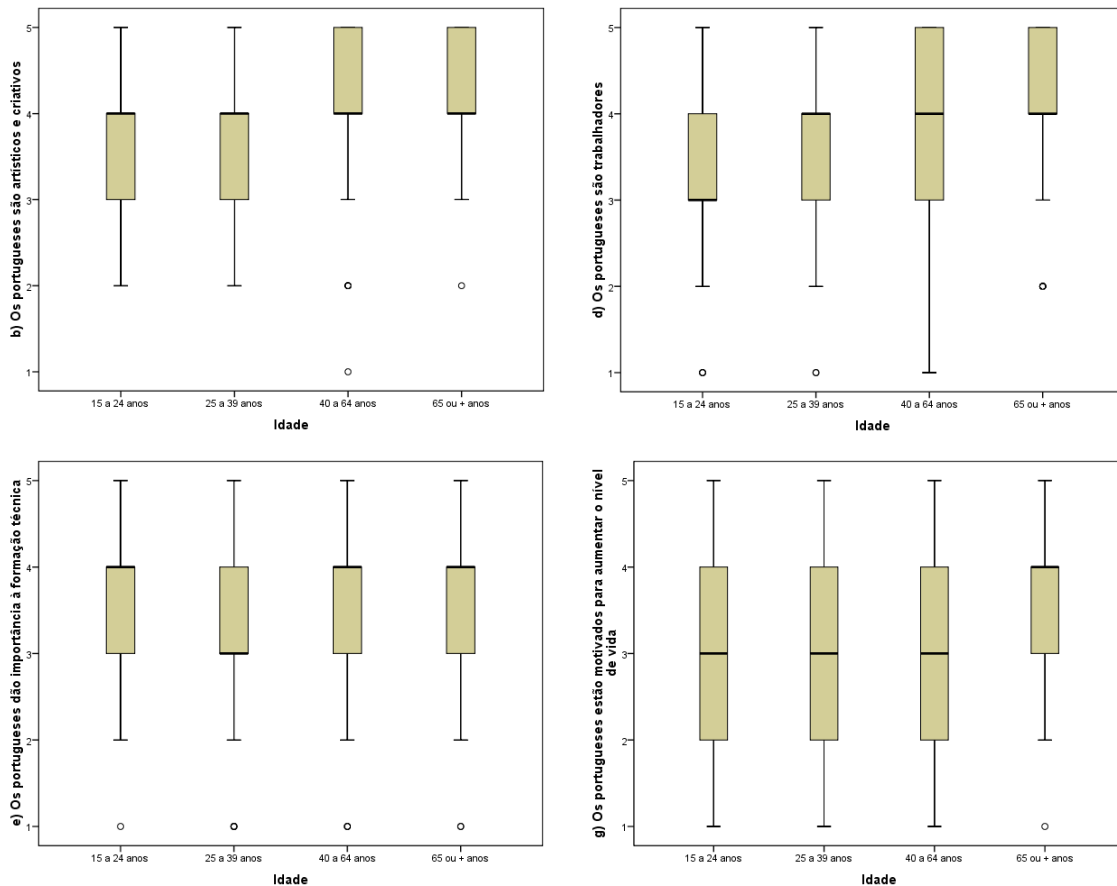 b) Os portugueses são artísticos e criativos
5
4
3
2
1
15 a 24 anos
25 a 39 anos
40 a 64 anos
65 ou + anos
Idade
d) Os portugueses são trabalhadores
5
4
3
2
1
15 a 24 anos
25 a 39 anos
40 a 64 anos
65 ou + anos
Idade
e) Os portugueses dão importância à formação técnica
5
4
3
2
1
15 a 24 anos
25 a 39 anos
40 a 64 anos
65 ou + anos
Idade
g) Os portugueses estão motivados para aumentar o nível
de vida
5
4
3
2
1
15 a 24 anos
25 a 39 anos
40 a 64 anos
65 ou + anos
Idade